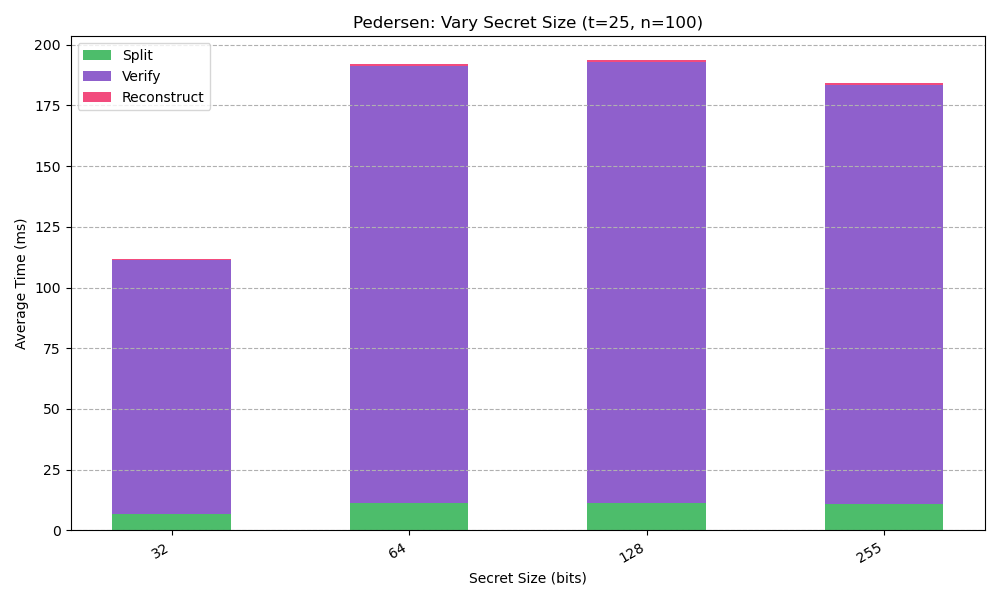 Pedersen: Vary Secret Size (t=25, n=100)
Split
Verify
Reconstruct
Average Time (ms)
200
175
150
125
100
75
50
25
0
32
64
128
255
Secret Size (bits)